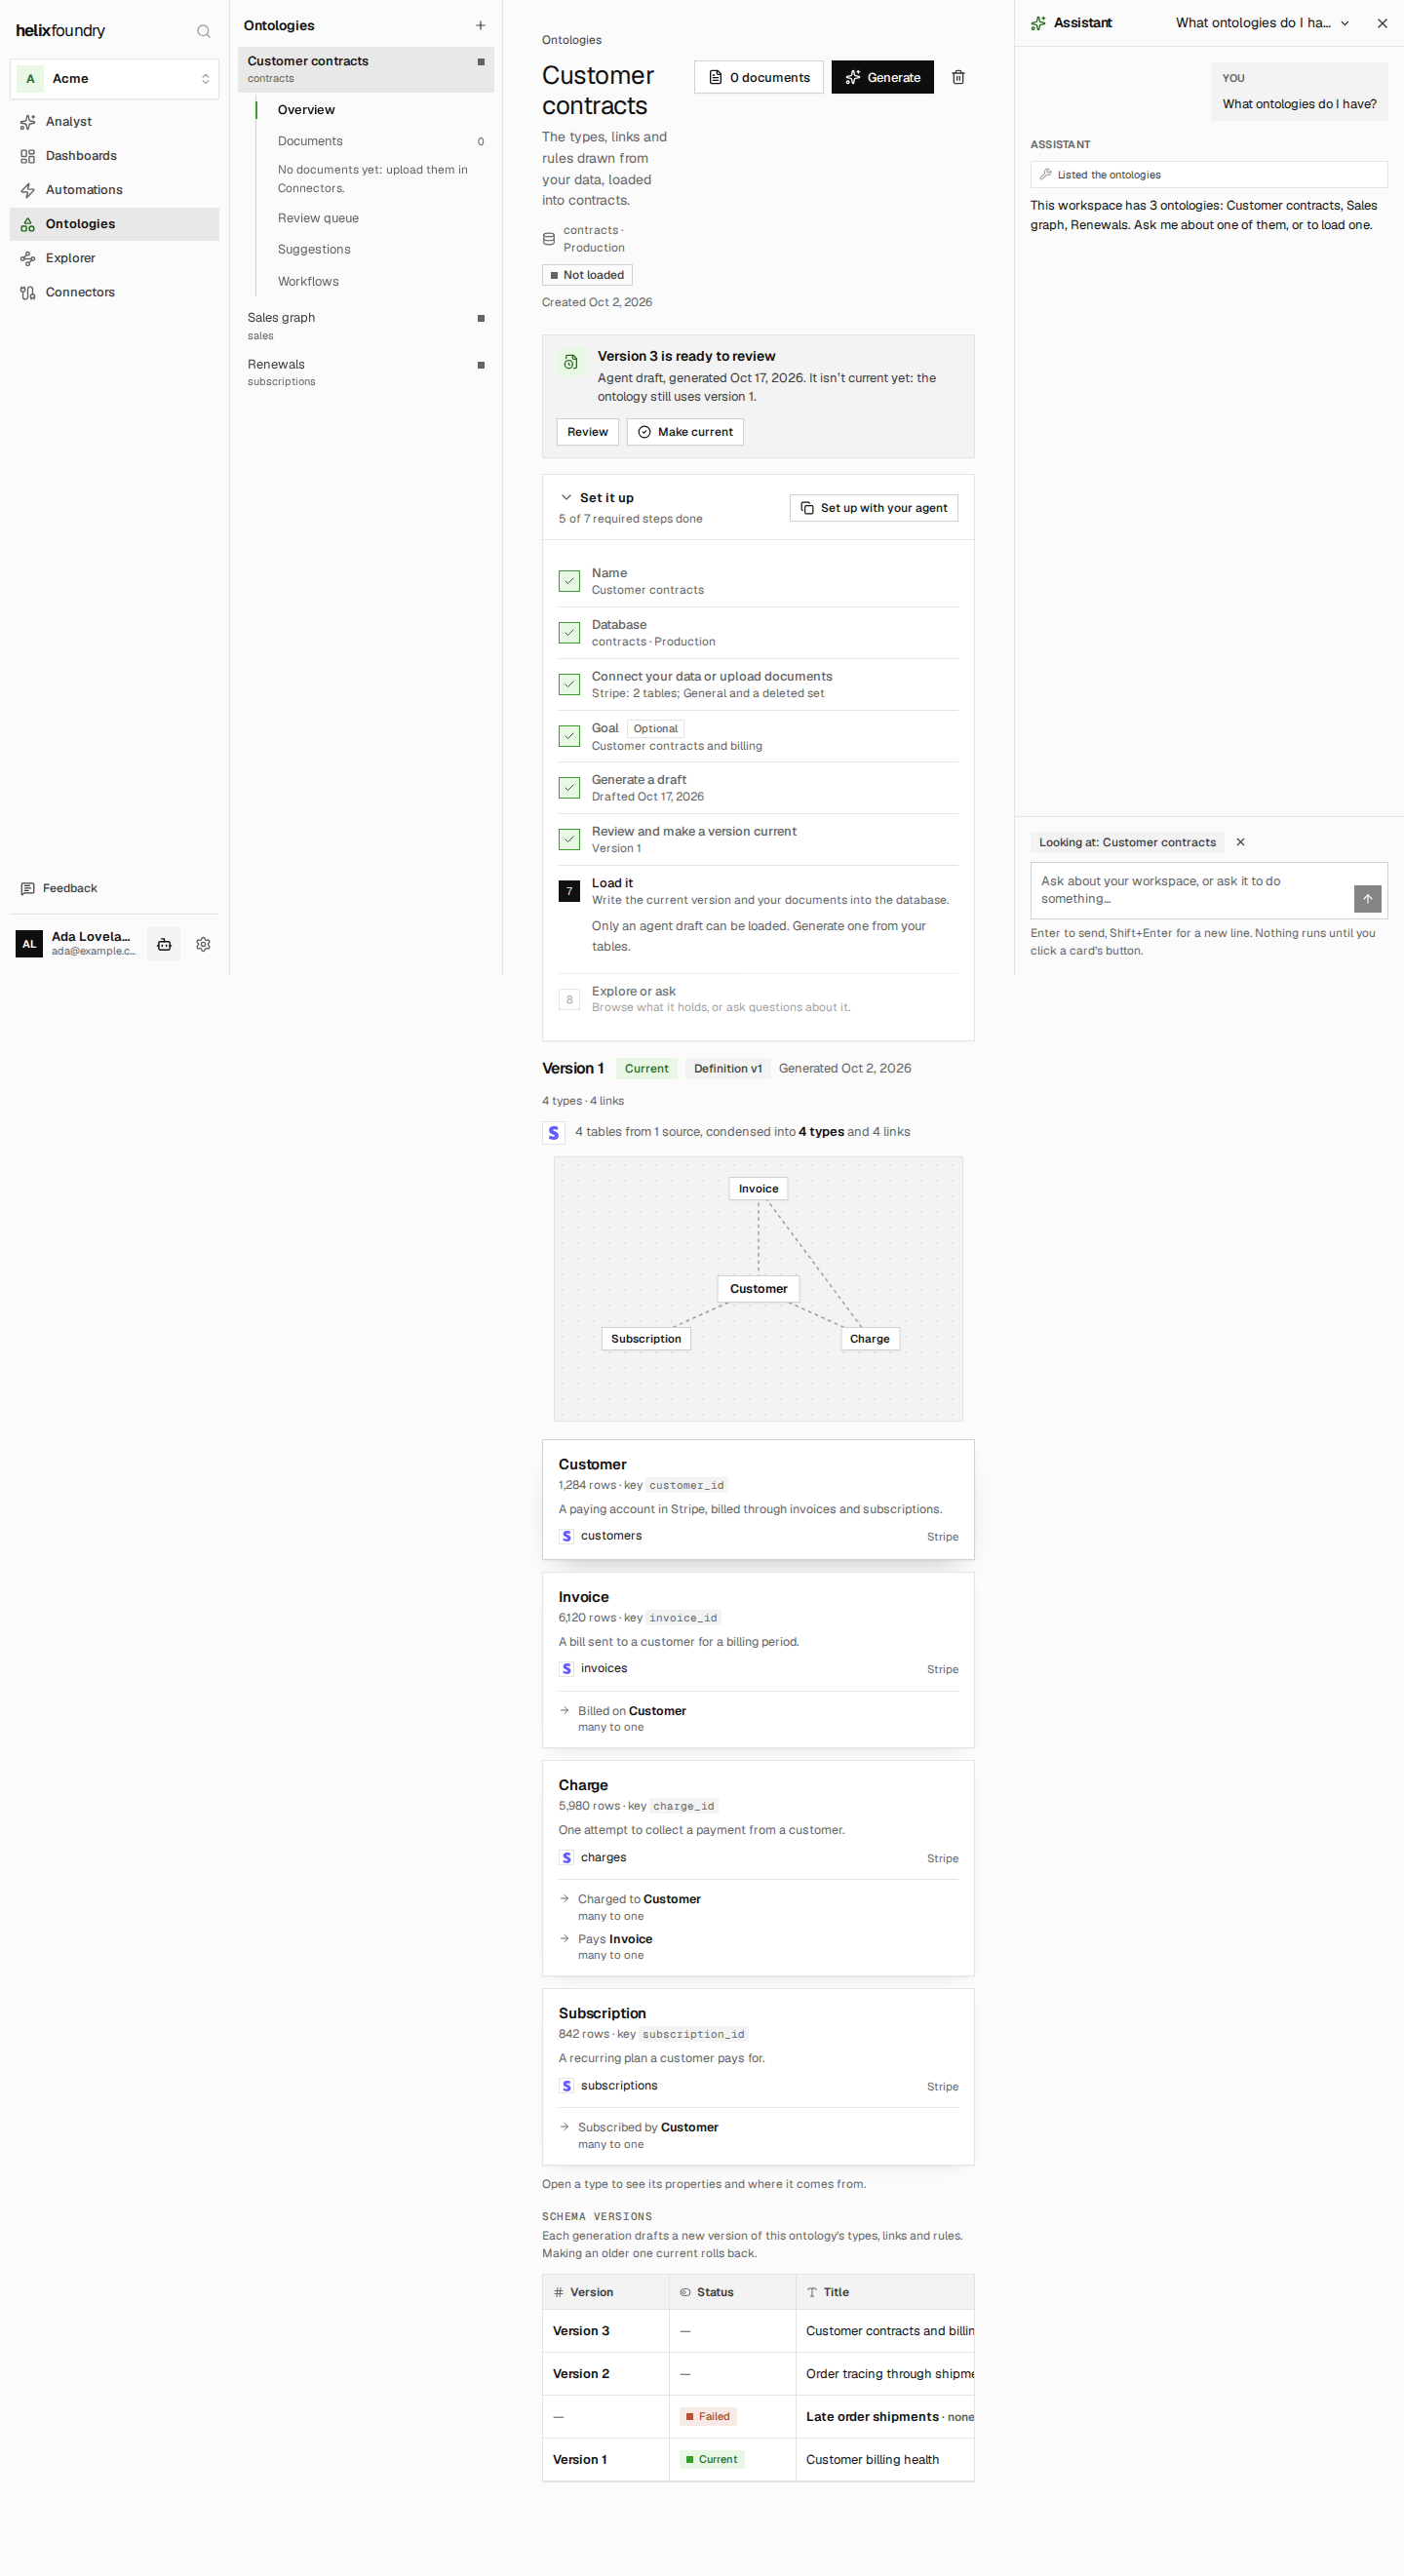 helixfoundry
A
Acme
Analyst
Dashboards
Automations
Ontologies
Explorer
Connectors
Feedback
AL
Ada Lovela...
ada@example.c...
Ontologies
Customer contracts
contracts
Overview
Documents 0
No documents yet: upload them in
Connectors.
Review queue
Suggestions
Workflows
Sales graph
sales
Renewals
subscriptions
Ontologies
Customer
contracts
0 documents
Generate
The types, links and
rules drawn from
your data, loaded
into contracts.
contracts ·
Production
Not loaded
Created Oct 2, 2026
Version 3 is ready to review
Agent draft, generated Oct 17, 2026. It isn't current yet: the
ontology still uses version 1.
Review
Make current
Set it up
5 of 7 required steps done
Set up with your agent
Name
Customer contracts
Database
contracts · Production
Connect your data or upload documents
Stripe: 2 tables; General and a deleted set
Goal Optional
Customer contracts and billing
Generate a draft
Drafted Oct 17, 2026
Review and make a version current
Version 1
7 Load it
Write the current version and your documents into the database.
Only an agent draft can be loaded. Generate one from your
tables.
8 Explore or ask
Browse what it holds, or ask questions about it.
Version 1 Current Definition v1 Generated Oct 2, 2026
4 types · 4 links
4 tables from 1 source, condensed into 4 types and 4 links
Invoice
Customer
Subscription
Charge
Customer
1,284 rows · key customer_id
A paying account in Stripe, billed through invoices and subscriptions.
customers Stripe
Invoice
6,120 rows · key invoice_id
A bill sent to a customer for a billing period.
invoices Stripe
Billed on Customer
many to one
Charge
5,980 rows · key charge_id
One attempt to collect a payment from a customer.
charges Stripe
Charged to Customer
many to one
Pays Invoice
many to one
Subscription
842 rows · key subscription_id
A recurring plan a customer pays for.
subscriptions Stripe
Subscribed by Customer
many to one
Open a type to see its properties and where it comes from.
SCHEMA VERSIONS
Each generation drafts a new version of this ontology's types, links and rules.
Making an older one current rolls back.
Version Status Title
Version 3 — Customer contracts and billin
Version 2 — Order tracing through shipme
— Failed Late order shipments · none
Version 1 Current Customer billing health
Assistant
What ontologies do I ha...
YOU
What ontologies do I have?
ASSISTANT
Listed the ontologies
This workspace has 3 ontologies: Customer contracts, Sales
graph, Renewals. Ask me about one of them, or to load one.
Looking at: Customer contracts
Ask about your workspace, or ask it to do
something...
Enter to send, Shift+Enter for a new line. Nothing runs until you
click a card's button.